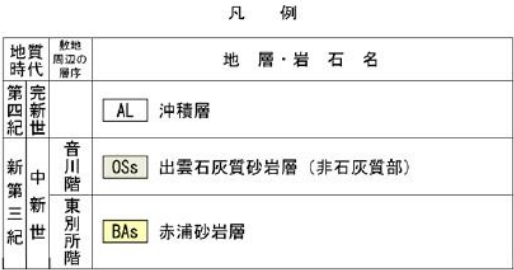 凡 例
地質時代 敷地周辺の層序 地 層・岩 石 名
第四紀 完新世 AL 沖積層
新第三紀 中新世 音川階 OSs 出雲石灰質砂岩層（非石灰質部）
東別所階 BAs 赤浦砂岩層